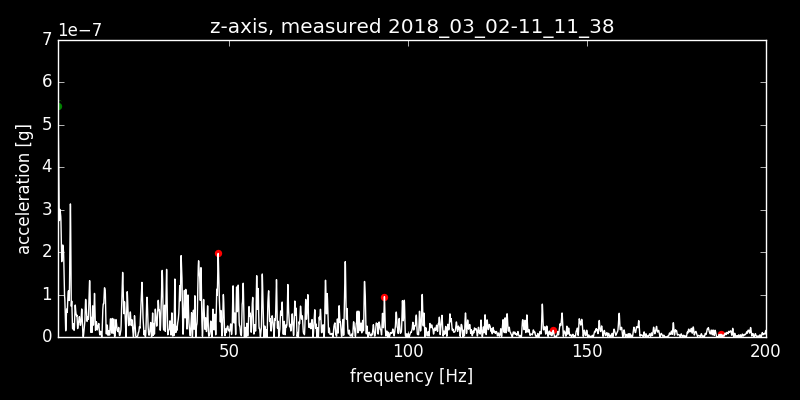 z-axis, measured 2018_03_02-11_11_38
1e−7
7
6
5
4
3
2
1
0
acceleration [g]
50 100 150 200
frequency [Hz]